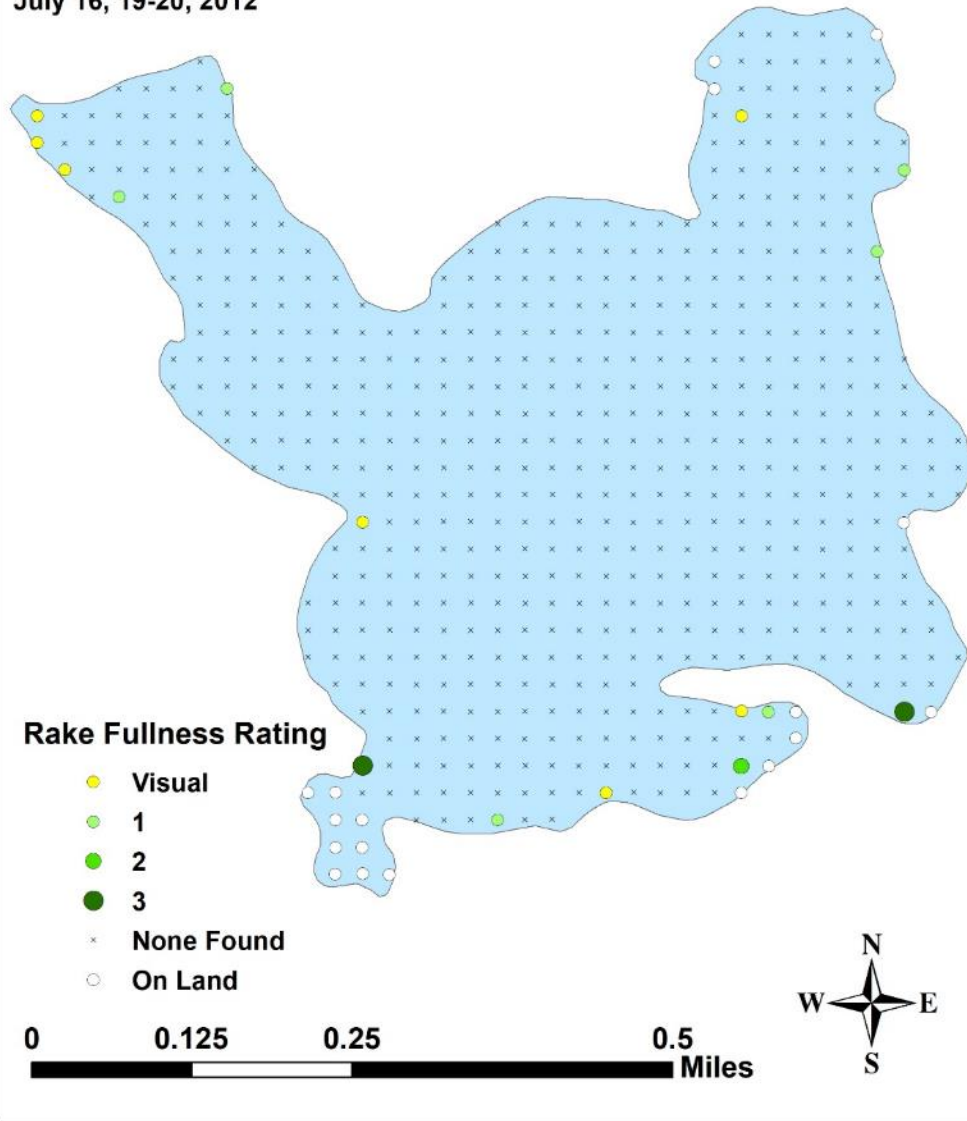 July 16, 19-20, 2012
Rake Fullness Rating
Visual
1
2
3
None Found
On Land
N
W E
S
0 0.125 0.25 0.5
Miles